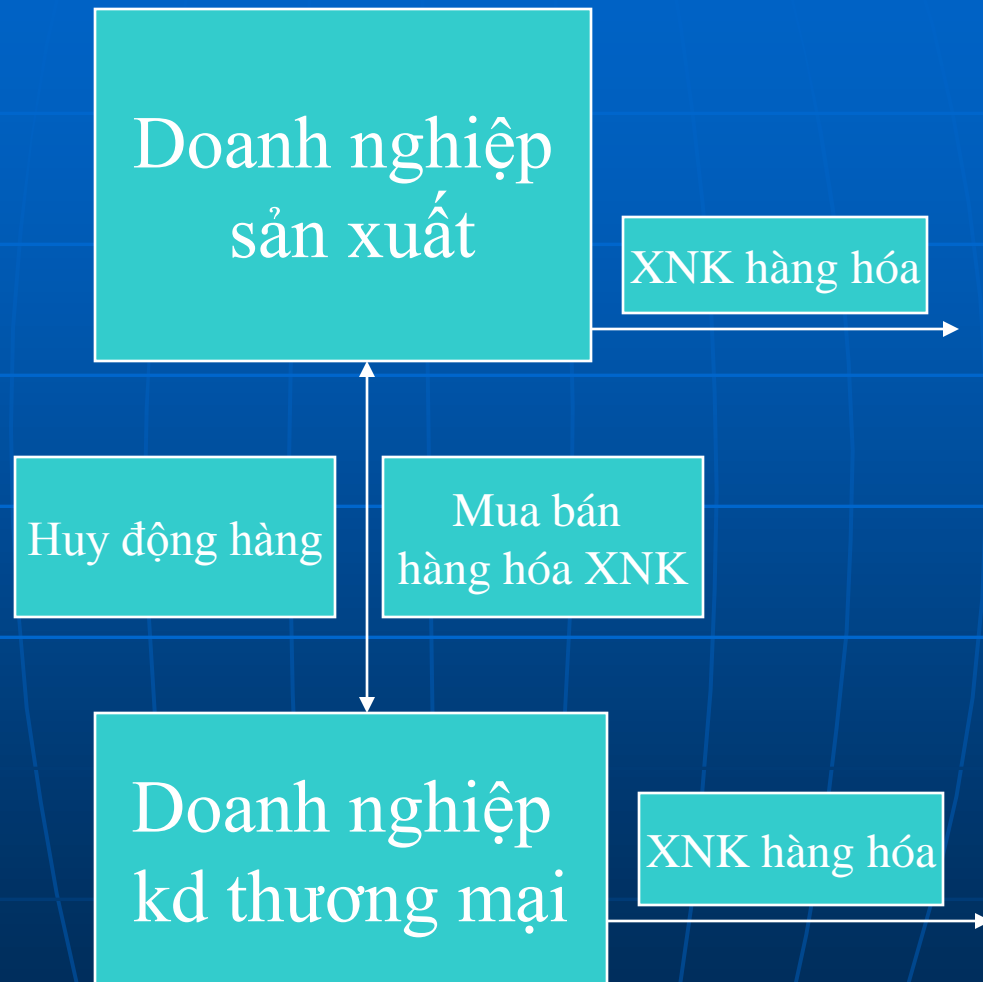 Doanh nghiệp
sản xuất
XNK hàng hóa
Huy động hàng
Mua bán
hàng hóa XNK
Doanh nghiệp
kd thương mại
XNK hàng hóa